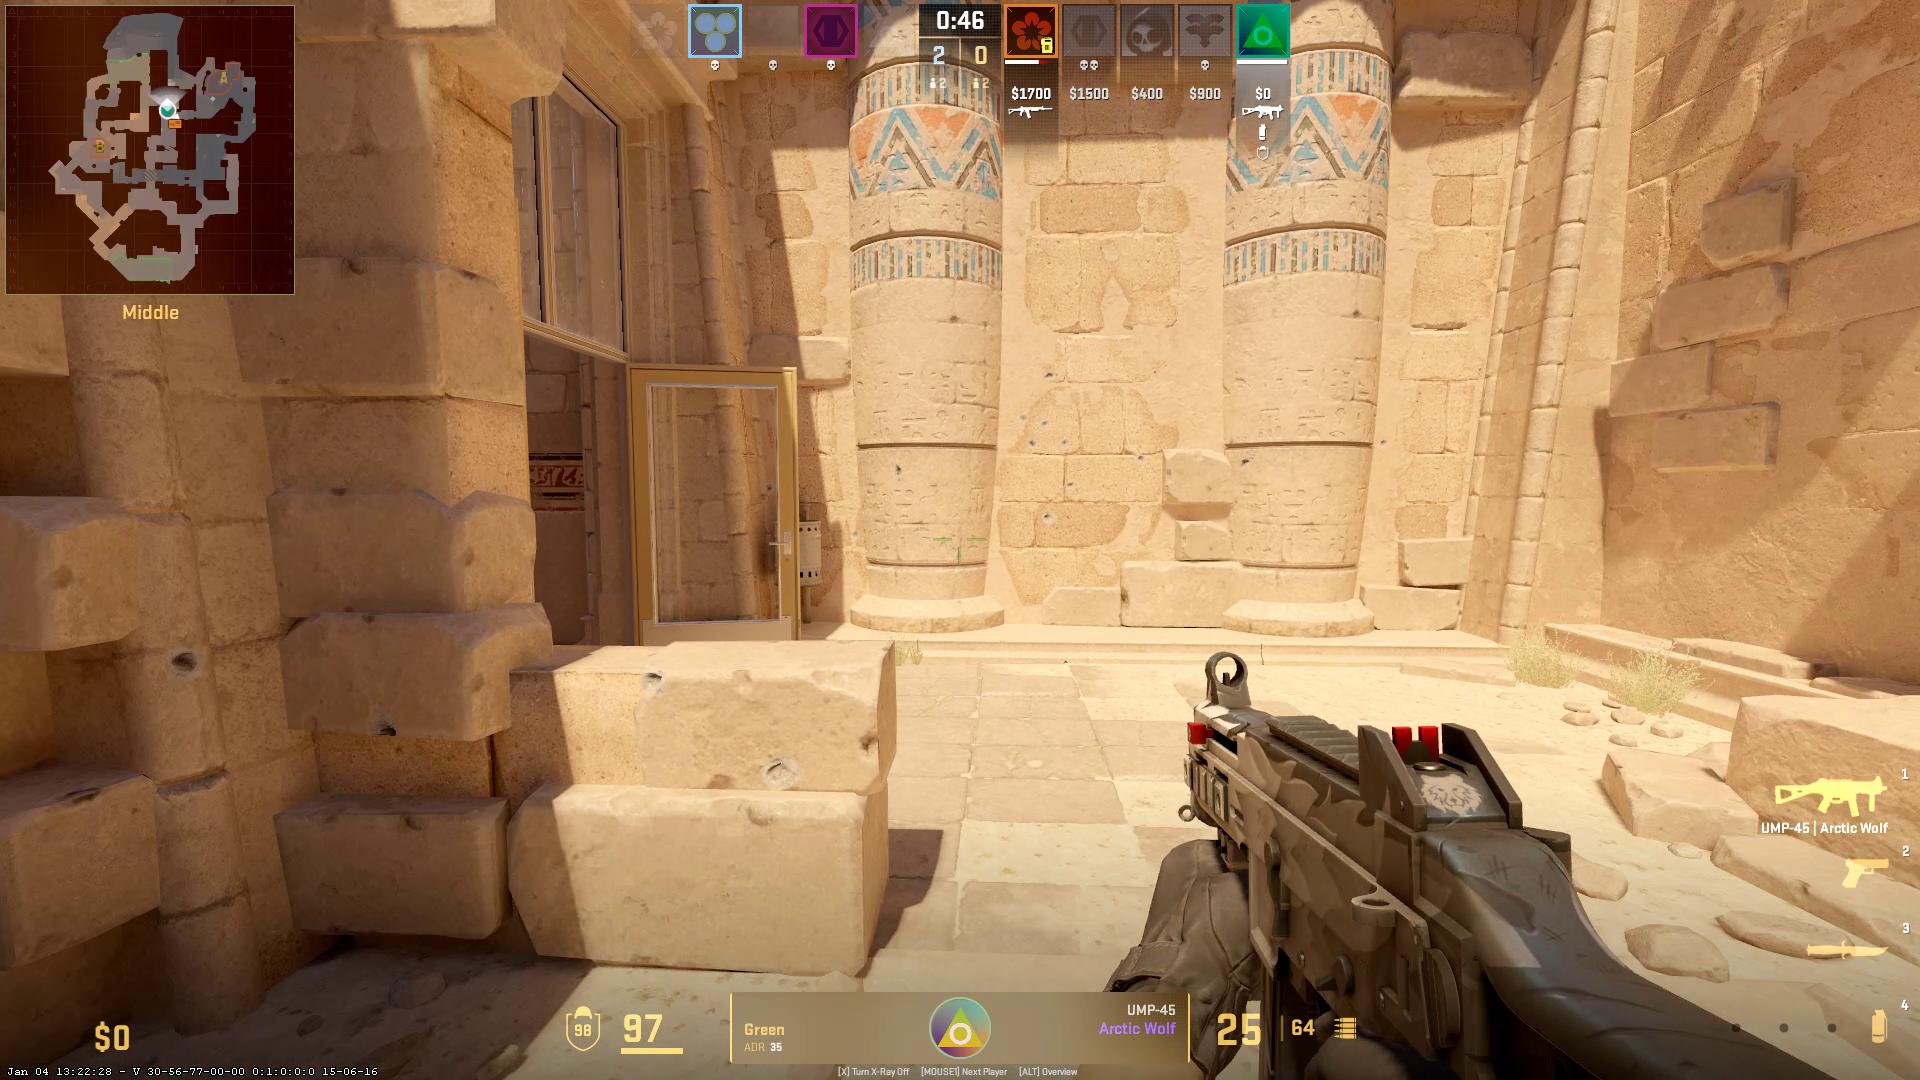 A
B
Middle
0:46
2 0
2 2
$1700 $1500 $400 $900 $0
1
UMP-45 | Arctic Wolf
2
3
4
$0
98 97
Green
ADR 35
UMP-45
Arctic Wolf
25 64
[X] Turn X-Ray Off [MOUSE1] Next Player [ALT] Overview
Jan 04 13:22:28 - V 30-56-77-00-00 0:1:0:0:0 15-06-16